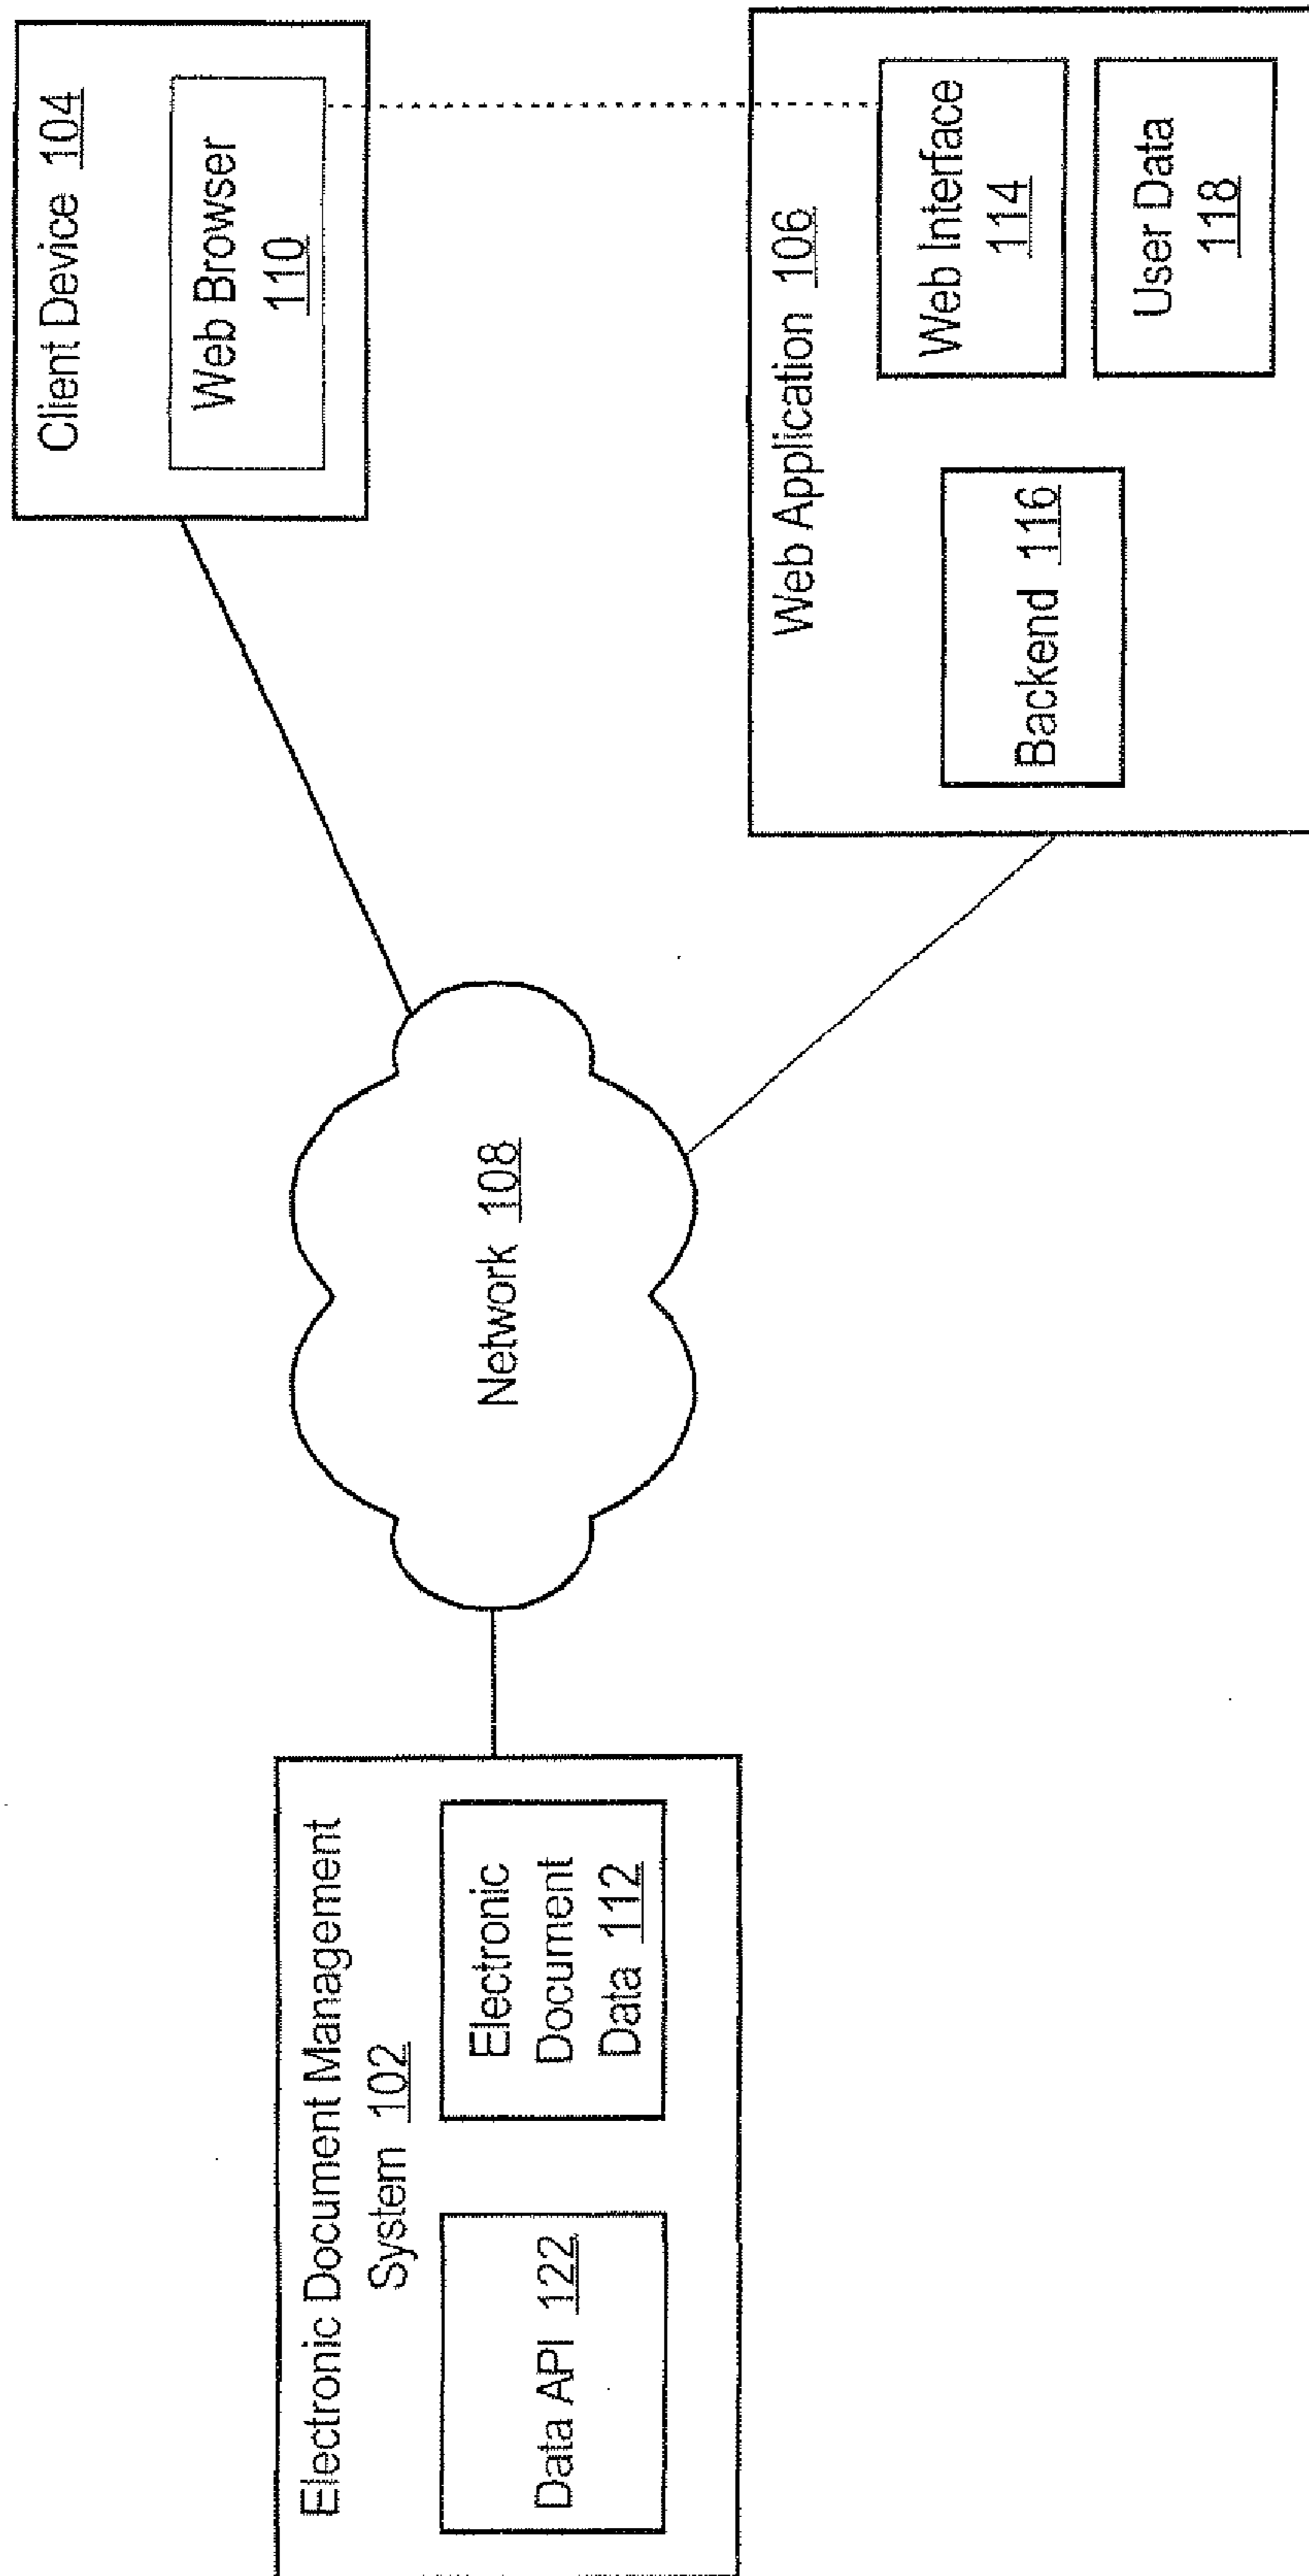 Electronic Document Management
System 102
Data API 122
Electronic
Document
Data 112
Network 108
Client Device 104
Web Browser
110
Web Application 106
Backend 116
Web Interface
114
User Data
118